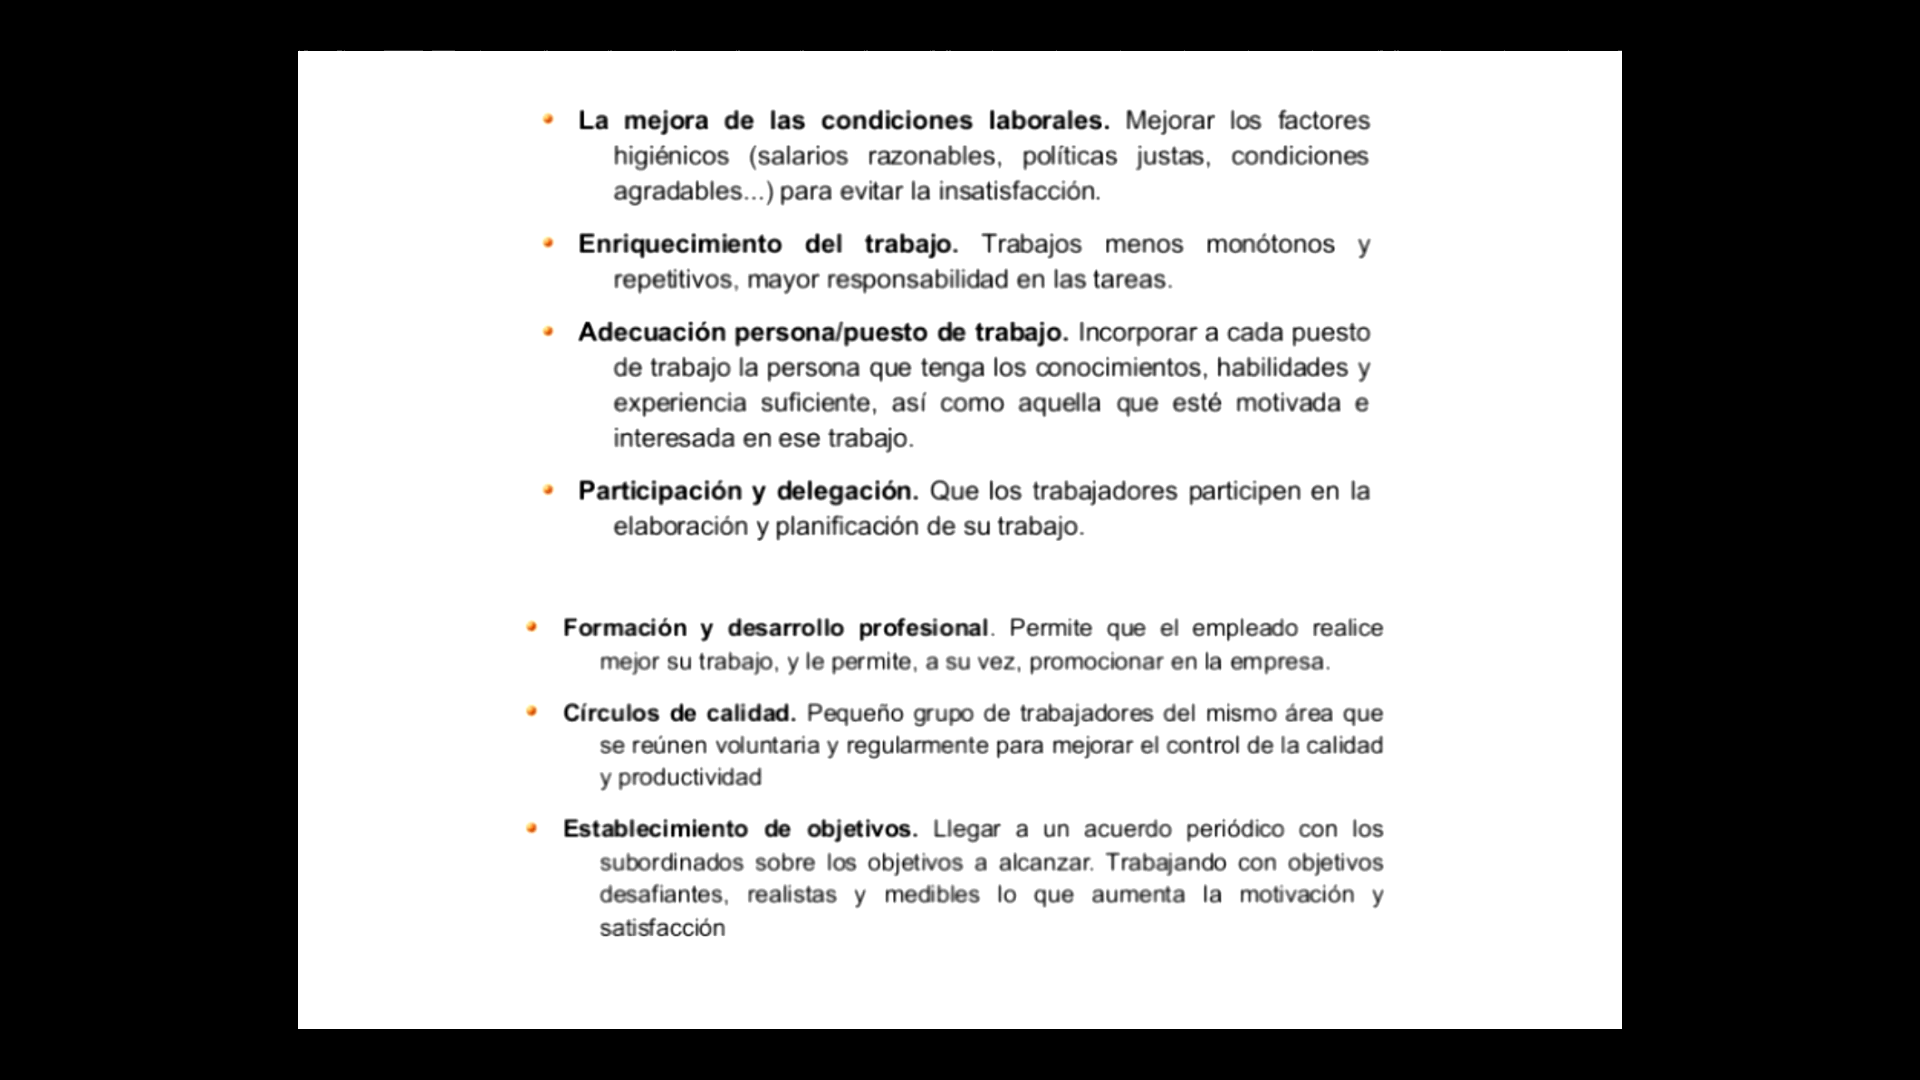 La mejora de las condiciones laborales. Mejorar los factores
higiénicos (salarios razonables, políticas justas, condiciones
agradables...) para evitar la insatisfacción.
Enriquecimiento del trabajo. Trabajos menos monótonos y
repetitivos, mayor responsabilidad en las tareas.
Adecuación persona/puesto de trabajo. Incorporar a cada puesto
de trabajo la persona que tenga los conocimientos, habilidades y
experiencia suficiente, así como aquella que esté motivada e
interesada en ese trabajo.
Participación y delegación. Que los trabajadores participen en la
elaboración y planificación de su trabajo.
Formación y desarrollo profesional. Permite que el empleado realice
mejor su trabajo, y le permite, a su vez, promocionar en la empresa.
Círculos de calidad. Pequeño grupo de trabajadores del mismo área que
se reúnen voluntaria y regularmente para mejorar el control de la calidad
y productividad
Establecimiento de objetivos. Llegar a un acuerdo periódico con los
subordinados sobre los objetivos a alcanzar. Trabajando con objetivos
desafiantes, realistas y medibles lo que aumenta la motivación y
satisfacción